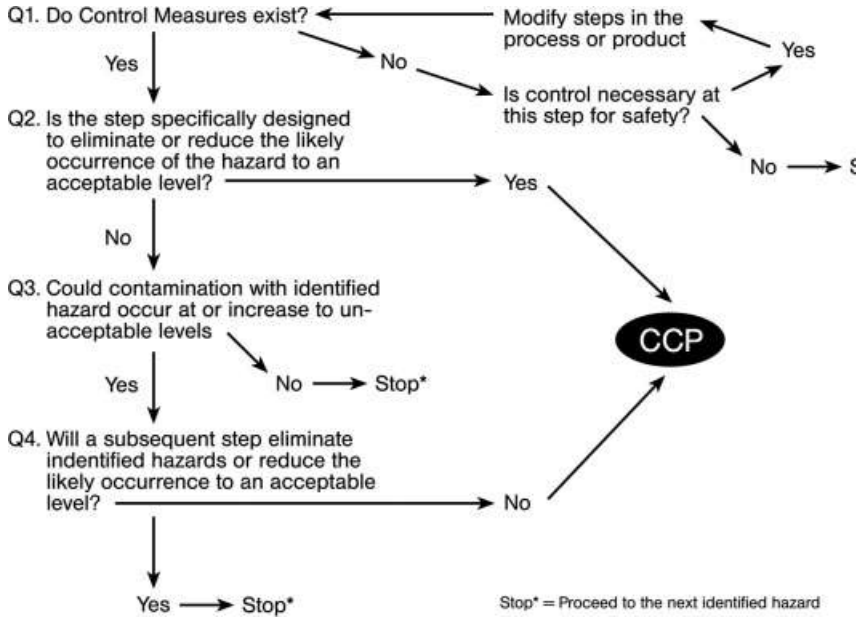 Q1. Do Control Measures exist?
Modify steps in the
process or product
Yes
No
Yes
Is control necessary at
this step for safety?
No
Q2. Is the step specifically designed
to eliminate or reduce the likely
occurrence of the hazard to an
acceptable level?
Yes
No
Q3. Could contamination with identified
hazard occur at or increase to un-
acceptable levels
CCP
No
Stop*
Yes
Q4. Will a subsequent step eliminate
indentified hazards or reduce the
likely occurrence to an acceptable
level?
No
Yes
Stop*
Stop* = Proceed to the next identified hazard